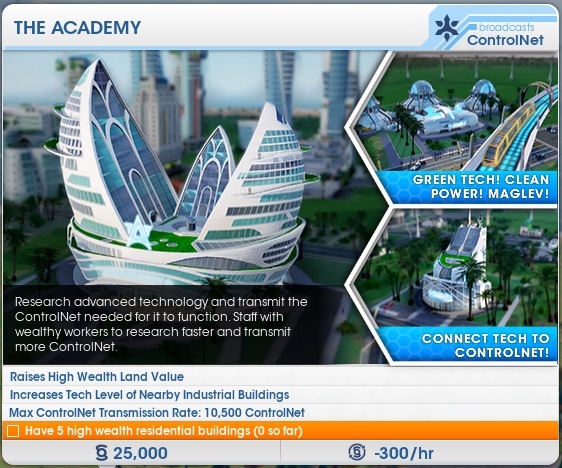 THE ACADEMY
broadcasts
ControlNet
GREEN TECH! CLEAN
POWER! MAGLEV!
Research advanced technology and transmit the
ControlNet needed for it to function. Staff with
wealthy workers to research faster and transmit
more ControlNet.
CONNECT TECH TO
CONTROLNET!
Raises High Wealth Land Value
Increases Tech Level of Nearby Industrial Buildings
Max ControlNet Transmission Rate: 10,500 ControlNet
Have 5 high wealth residential buildings (0 so far)
25,000
-300/hr